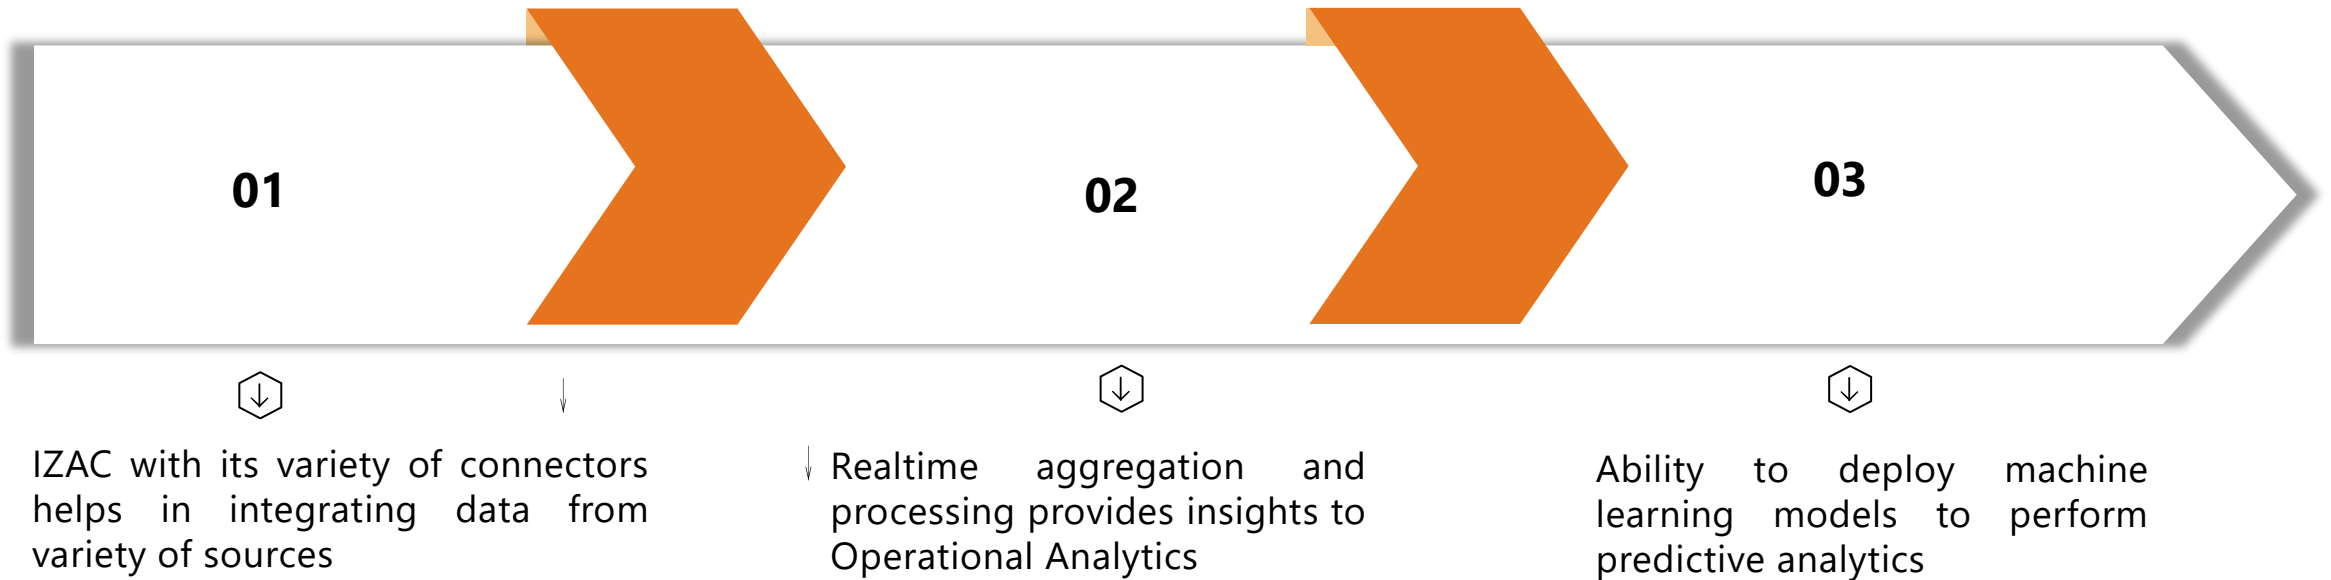 01
02
03
IZAC with its variety of connectors
helps in integrating data from
variety of sources
Realtime aggregation and
processing provides insights to
Operational Analytics
Ability to deploy machine
learning models to perform
predictive analytics